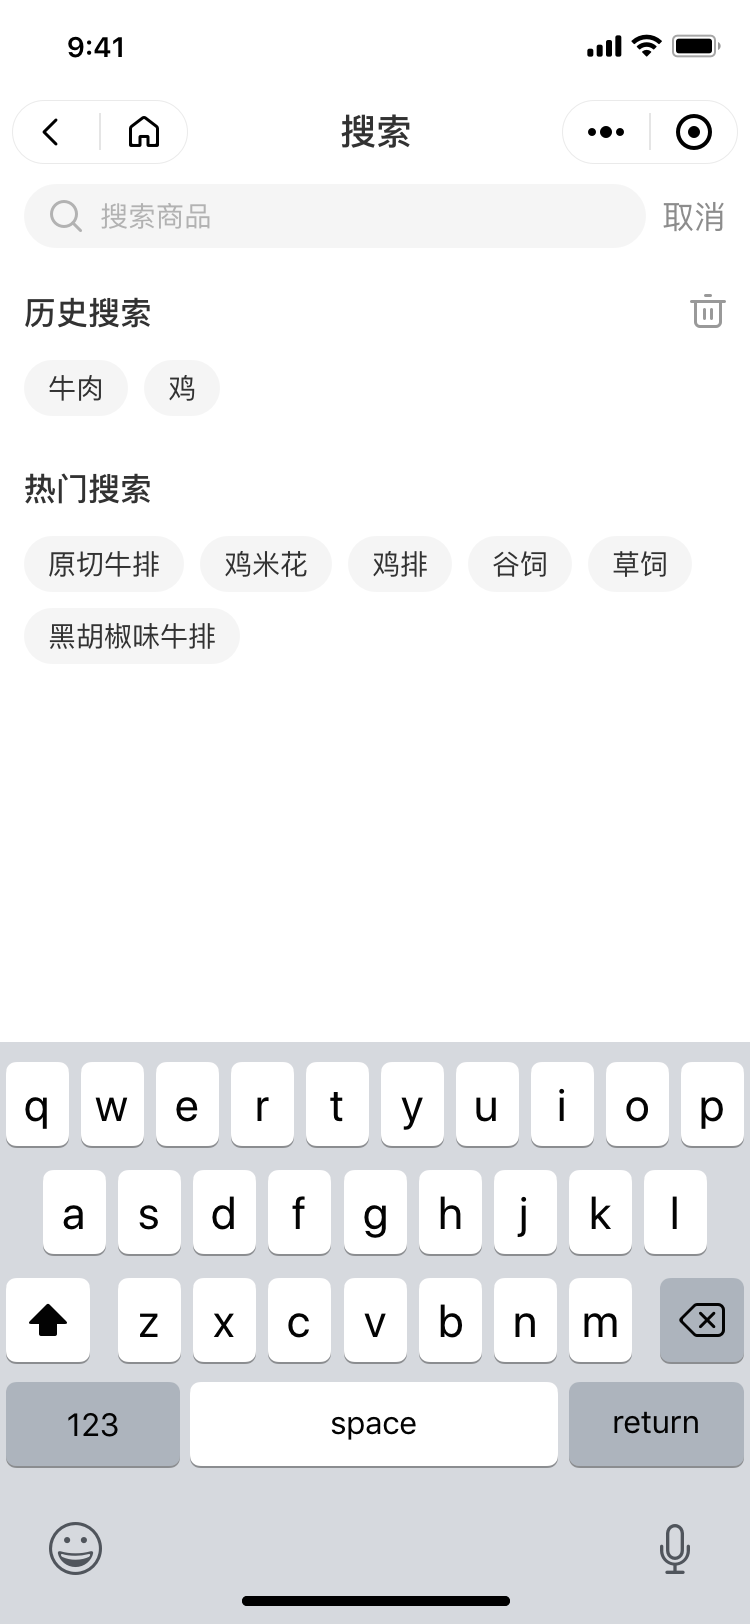 9:41
搜索
搜索商品 取消
历史搜索
牛肉 鸡
热门搜索
原切牛排 鸡米花 鸡排 谷饲 草饲
黑胡椒味牛排
q w e r t y u i o p
a s d f g h j k l
z x c v b n m
123 space return